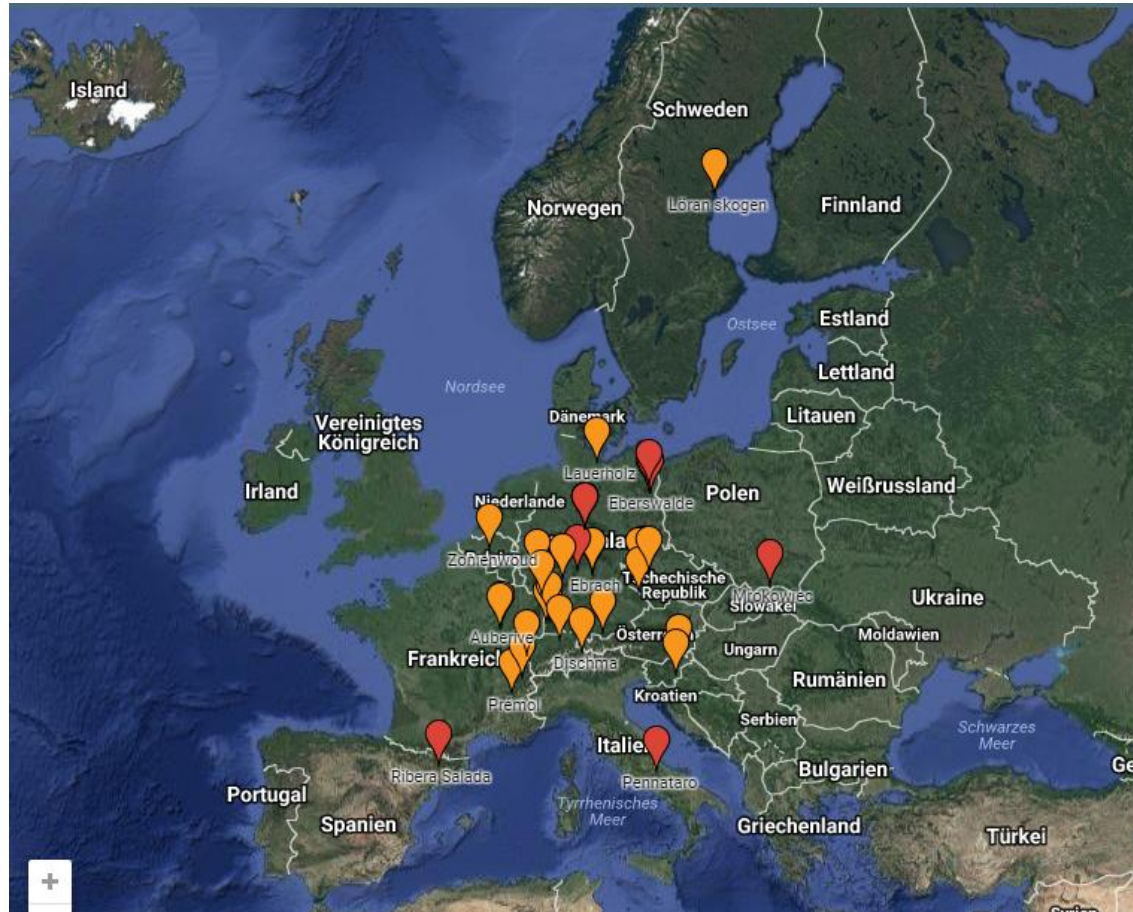 Island
Schweden
Löran skogen
Norwegen
Finnland
Ostsee
Estland
Lettland
Nordsee
Dänemark
Litauen
Vereinigtes
Königreich
Lauerholz
Irland
Niederlande
Eberswalde
Polen
Weißrussland
Zoniënwoud
Ebrach
Tschechische
Republik
Mrokowiec
Slowakei
Ukraine
Auberive
Österreich
Moldawien
Frankreich
Dischma
Ungarn
Prémol
Kroatien
Rumänien
Serbien
Schwarzes
Meer
Italien
Ribera Salada
Pennataro
Bulgarien
Ge
Portugal
Tyrrhenisches
Meer
Spanien
Griechenland
Türkei
+